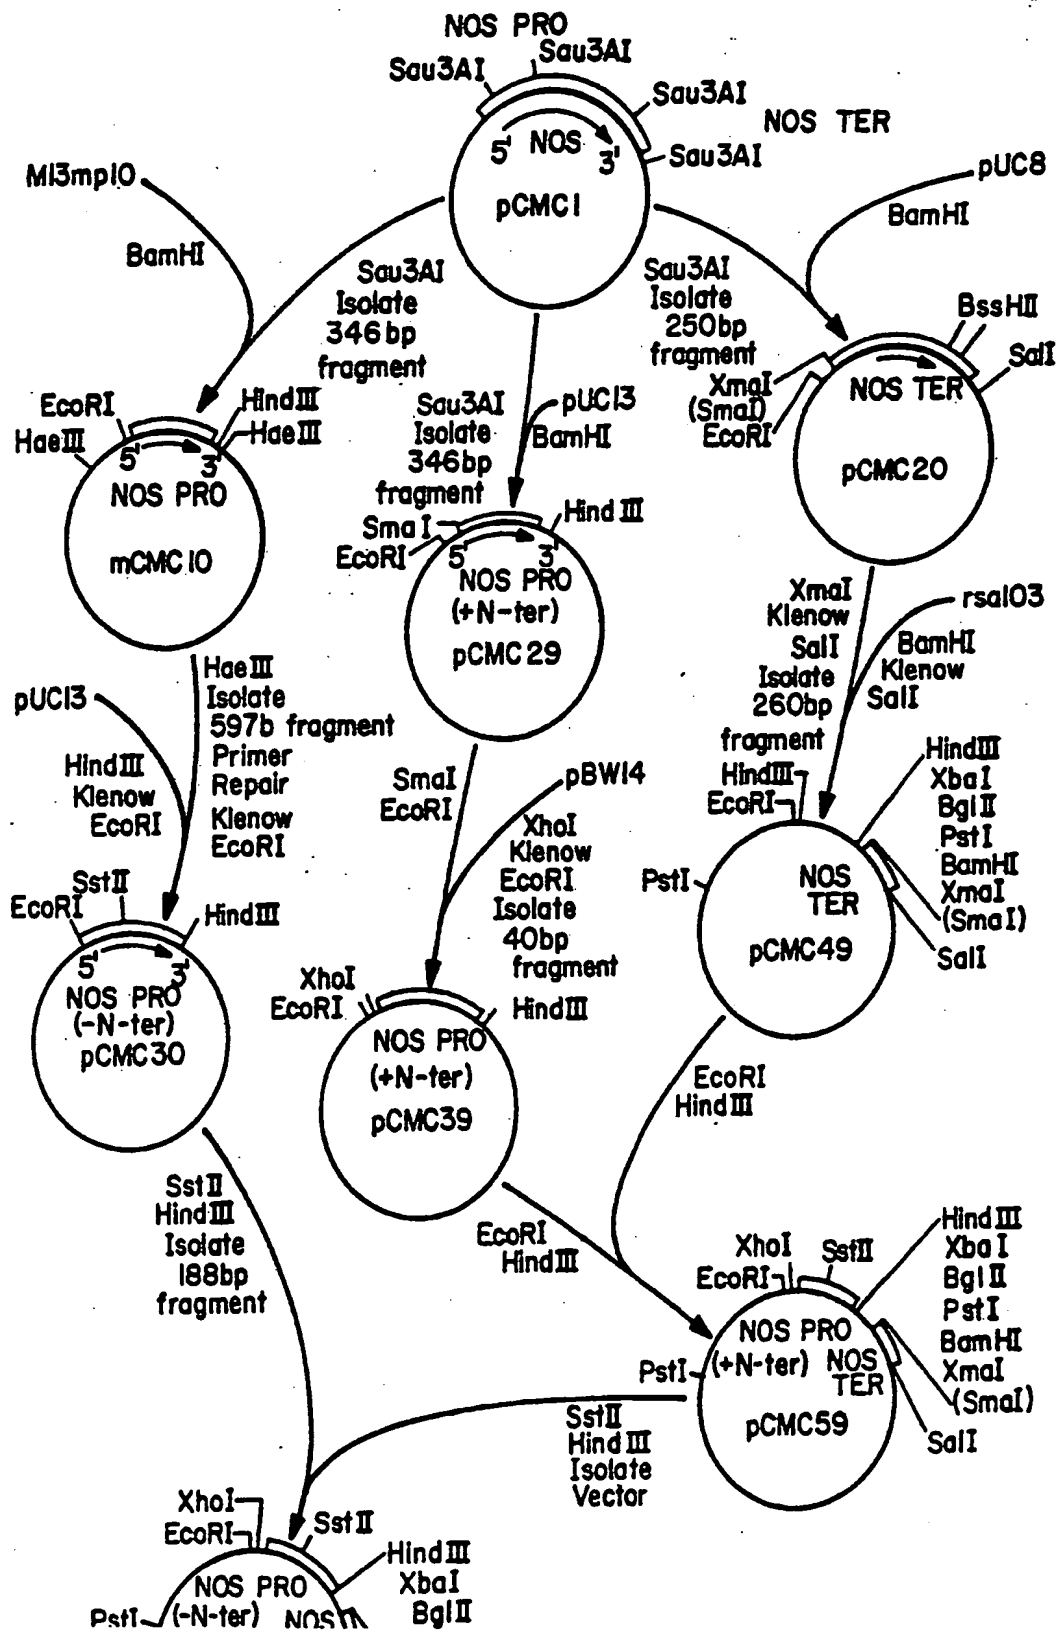 NOS PRO
Sau3AI
Sau3AI
Sau3AI
NOS TER
Sau3AI
5' NOS 3'
pCMC1
M13mp10
BamHI
pUC8
BamHI
Sau3AI
Isolate
346bp
fragment
Sau3AI
Isolate
250bp
fragment
Sau3AI
Isolate
346bp
fragment
pUC13
BamHI
EcoRI
HaeIII
HindIII
HaeIII
5' 3'
NOS PRO
mCMC10
SmaI
EcoRI
HindIII
5' 3'
NOS PRO
(+N-ter)
pCMC29
XmaI
(SmaI)
EcoRI
BssHII
SalI
NOS TER
pCMC20
pUC13
HindIII
Klenow
EcoRI
HaeIII
Isolate
597b fragment
Primer
Repair
Klenow
EcoRI
SmaI
EcoRI
pBW14
XhoI
Klenow
EcoRI
Isolate
40bp
fragment
XmaI
Klenow
SalI
Isolate
260bp
fragment
rsa103
BamHI
Klenow
SalI
EcoRI
SstII
HindIII
5' 3'
NOS PRO
(-N-ter)
pCMC30
XhoI
EcoRI
HindIII
NOS PRO
(+N-ter)
pCMC39
HindIII
EcoRI
PstI
NOS
TER
pCMC49
HindIII
XbaI
BglII
PstI
BamHI
XmaI
(SmaI)
SalI
SstII
HindIII
Isolate
188bp
fragment
EcoRI
HindIII
EcoRI
HindIII
XhoI
EcoRI
SstII
PstI
NOS PRO
(+N-ter)
NOS
TER
pCMC59
HindIII
XbaI
BglII
PstI
BamHI
XmaI
(SmaI)
SalI
SstII
HindIII
Isolate
Vector
XhoI
EcoRI
SstII
HindIII
XbaI
BglII
NOS PRO
PstI
(-N-ter)
NOS